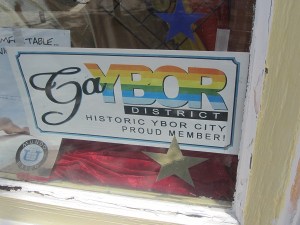 TABLE
GaYBOR
DISTRICT
HISTORIC YBOR CITY
PROUD MEMBER!